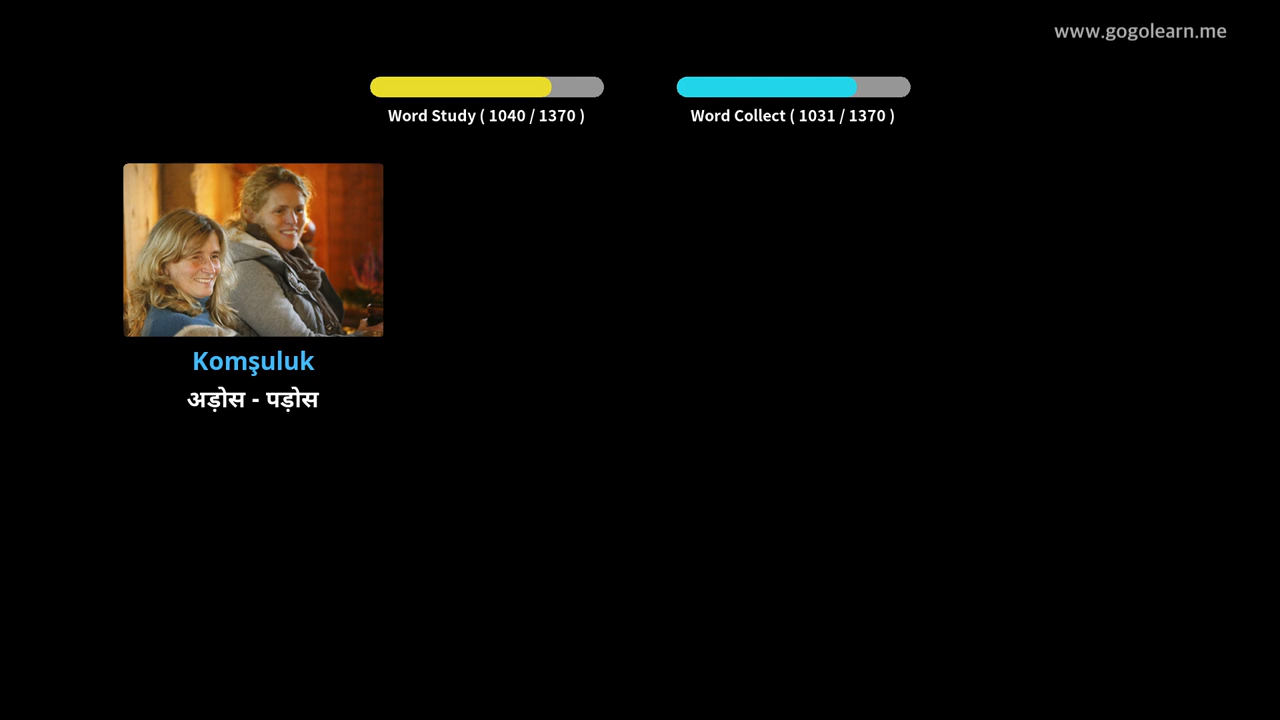 www.gogolearn.me
Word Study ( 1040 / 1370 )
Word Collect ( 1031 / 1370 )
Komşuluk
अड़ोस - पड़ोस